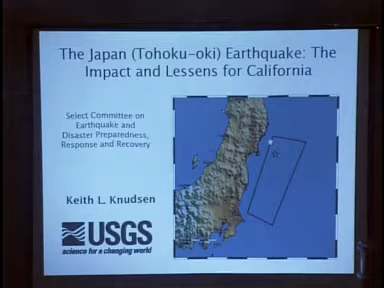 The Japan (Tohoku-oki) Earthquake: The
Impact and Lessens for California
Select Committee on
Earthquake and
Disaster Preparedness,
Response and Recovery
Keith L. Knudsen
USGS
science for a changing world